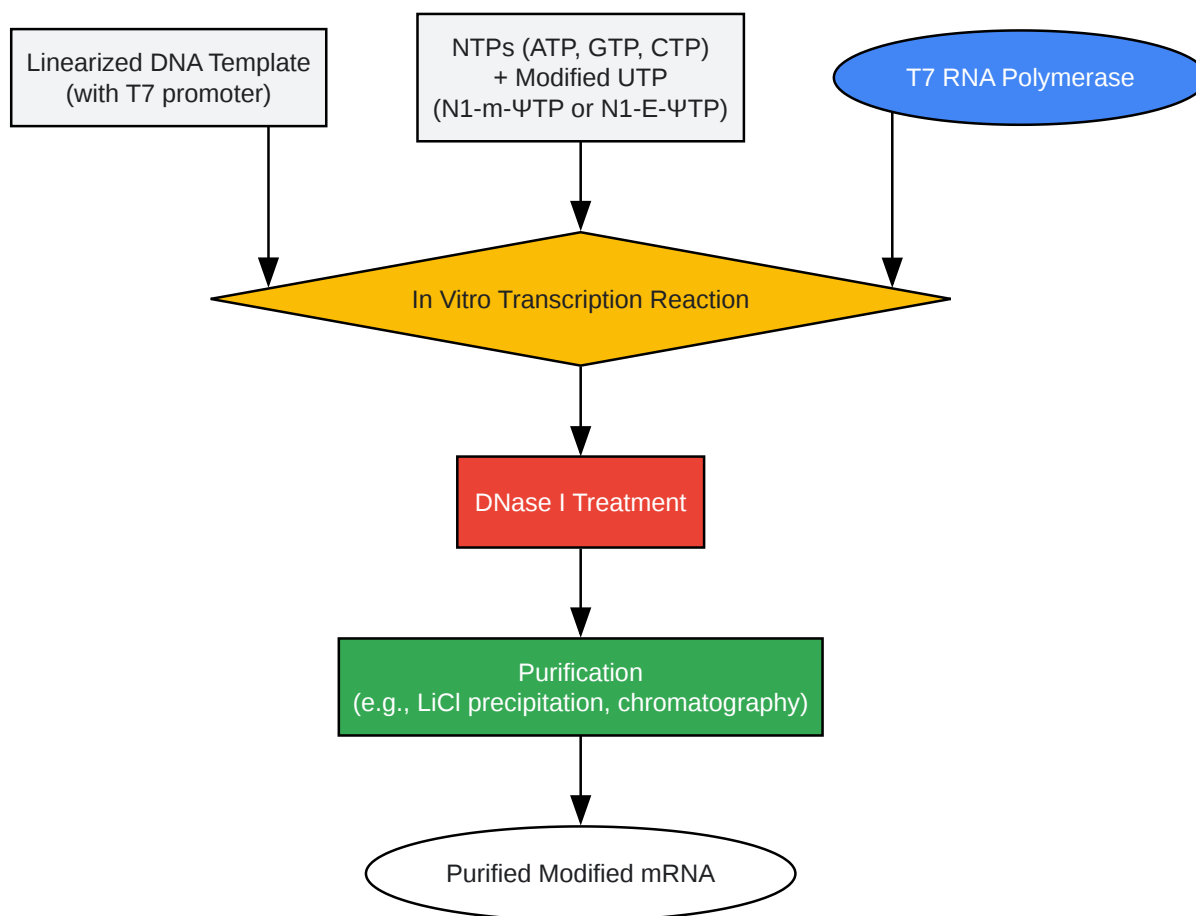 Linearized DNA Template
(with T7 promoter)
NTPs (ATP, GTP, CTP)
+ Modified UTP
(N1-m-ΨTP or N1-E-ΨTP)
T7 RNA Polymerase
In Vitro Transcription Reaction
DNase I Treatment
Purification
(e.g., LiCl precipitation, chromatography)
Purified Modified mRNA